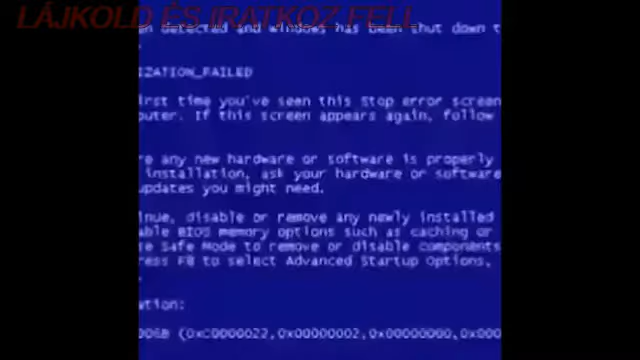 LÁJKOLD ÉS IRATKOZ FELL
en detected and windows has been shut down t
IZATION_FAILED
irst time you've seen this Stop error screen
puter. If this screen appears again, follow
re any new hardware or software is properly
installation, ask your hardware or software
updates you might need.
inue, disable or remove any newly installed
able BIOS memory options such as caching or
se Safe Mode to remove or disable components
ress F8 to select Advanced Startup Options,
ation:
006B (0xC0000022,0x00000002,0x00000000,0x000